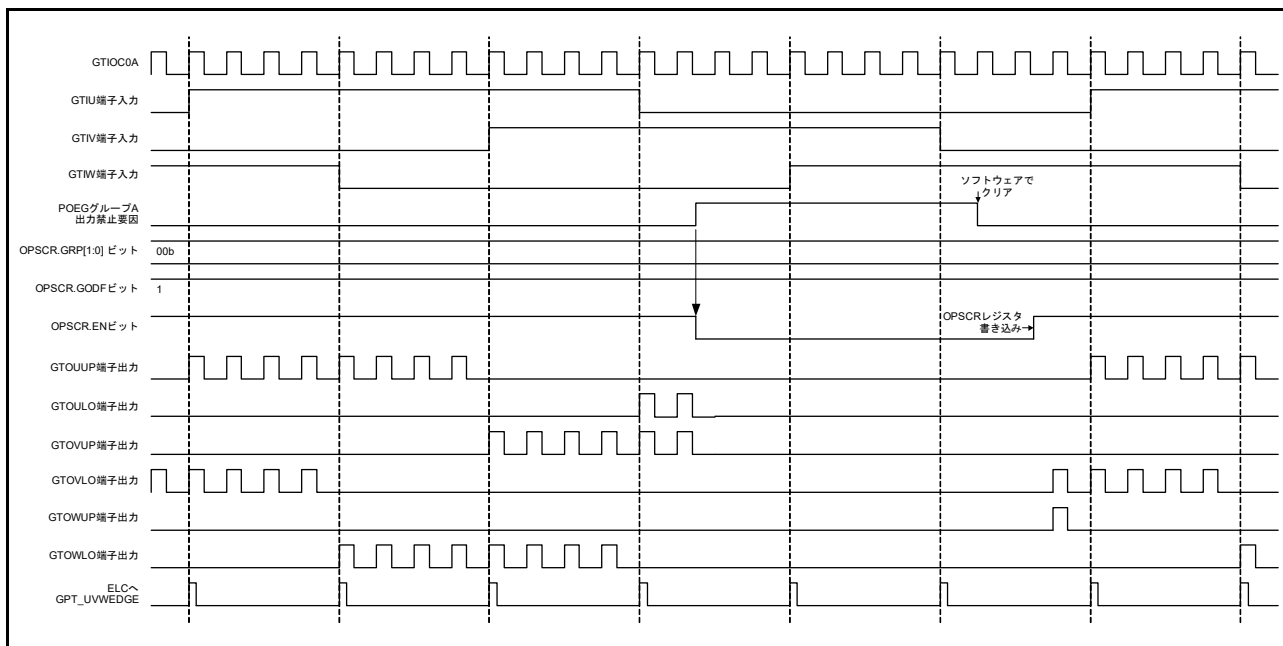 GTIOC0A
GTIU端子入力
GTIV端子入力
GTIW端子入力
ソフトウェアで
クリア
POEGグループA
出力禁止要因
OPSCR.GRP[1:0] ビット
00b
OPSCR.GODFビット
1
OPSCR.ENビット
OPSCRレジスタ
書き込み
GTOUUP端子出力
GTOULO端子出力
GTOVUP端子出力
GTOVLO端子出力
GTOWUP端子出力
GTOWLO端子出力
ELCへ
GPT_UVWEDGE